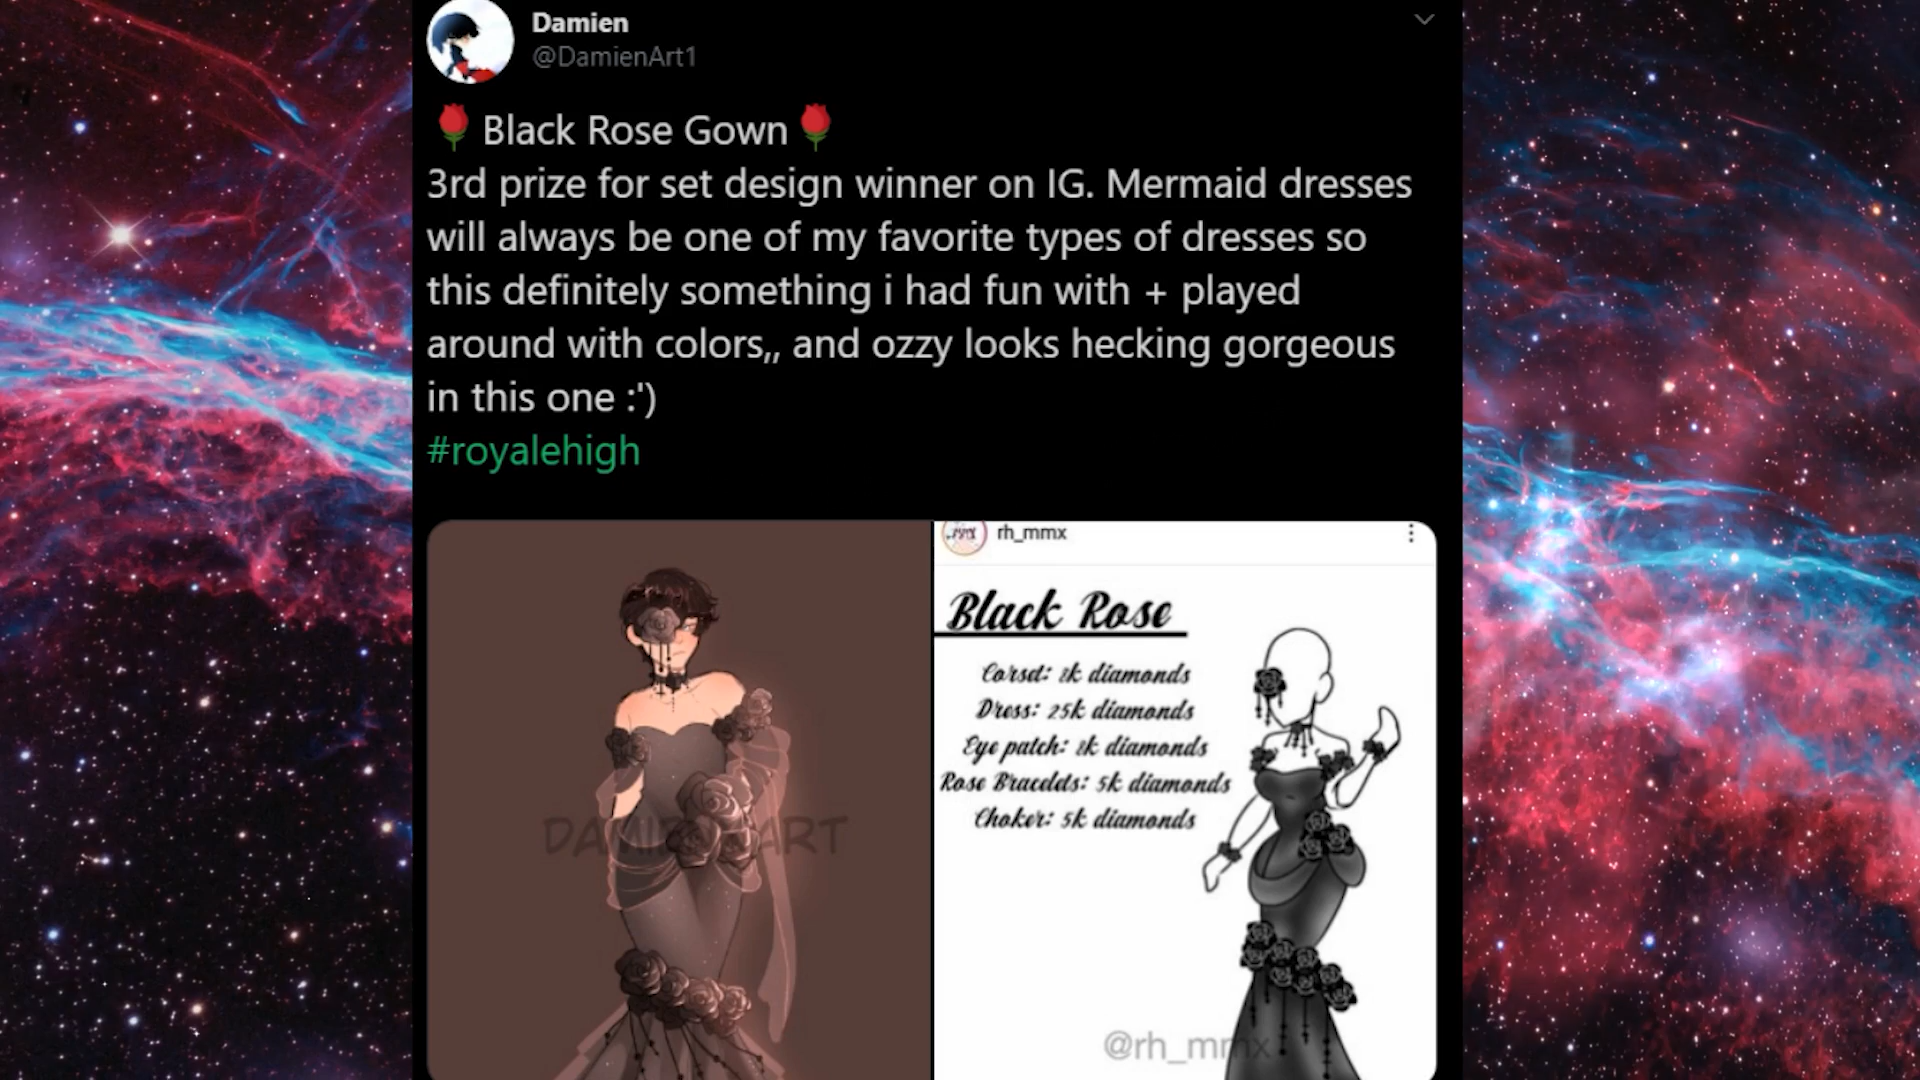 Damien
@DamienArt1
🌹Black Rose Gown🌹
3rd prize for set design winner on IG. Mermaid dresses
will always be one of my favorite types of dresses so
this definitely something i had fun with + played
around with colors,, and ozzy looks hecking gorgeous
in this one :')
#royalehigh
DAMIEN ART
rh_mmx
Black Rose
Corset: diamonds
Dress: 25k diamonds
Eye patch: diamonds
Rose Bracelets: 5k diamonds
Choker: 5k diamonds
@rh_mmx